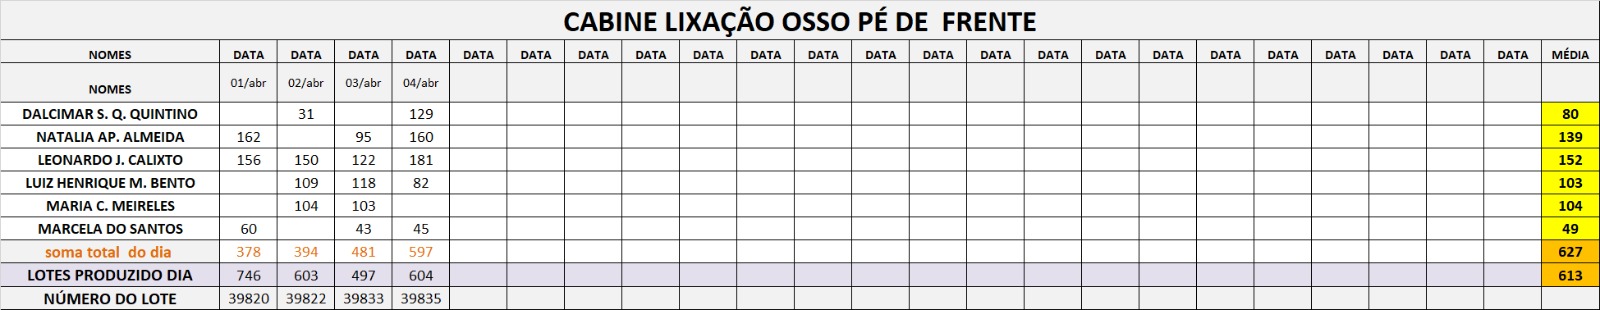 CABINE LIXAÇÃO OSSO PÉ DE FRENTE
NOMES DATA DATA DATA DATA DATA DATA DATA DATA DATA DATA DATA DATA DATA DATA DATA DATA DATA DATA DATA DATA DATA DATA DATA MÉDIA
NOMES 01/abr 02/abr 03/abr 04/abr
DALCIMAR S. Q. QUINTINO 31 129 80
NATALIA AP. ALMEIDA 162 95 160 139
LEONARDO J. CALIXTO 156 150 122 181 152
LUIZ HENRIQUE M. BENTO 109 118 82 103
MARIA C. MEIRELES 104 103 104
MARCELA DO SANTOS 60 43 45 49
soma total do dia 378 394 481 597 627
LOTES PRODUZIDO DIA 746 603 497 604 613
NÚMERO DO LOTE 39820 39822 39833 39835